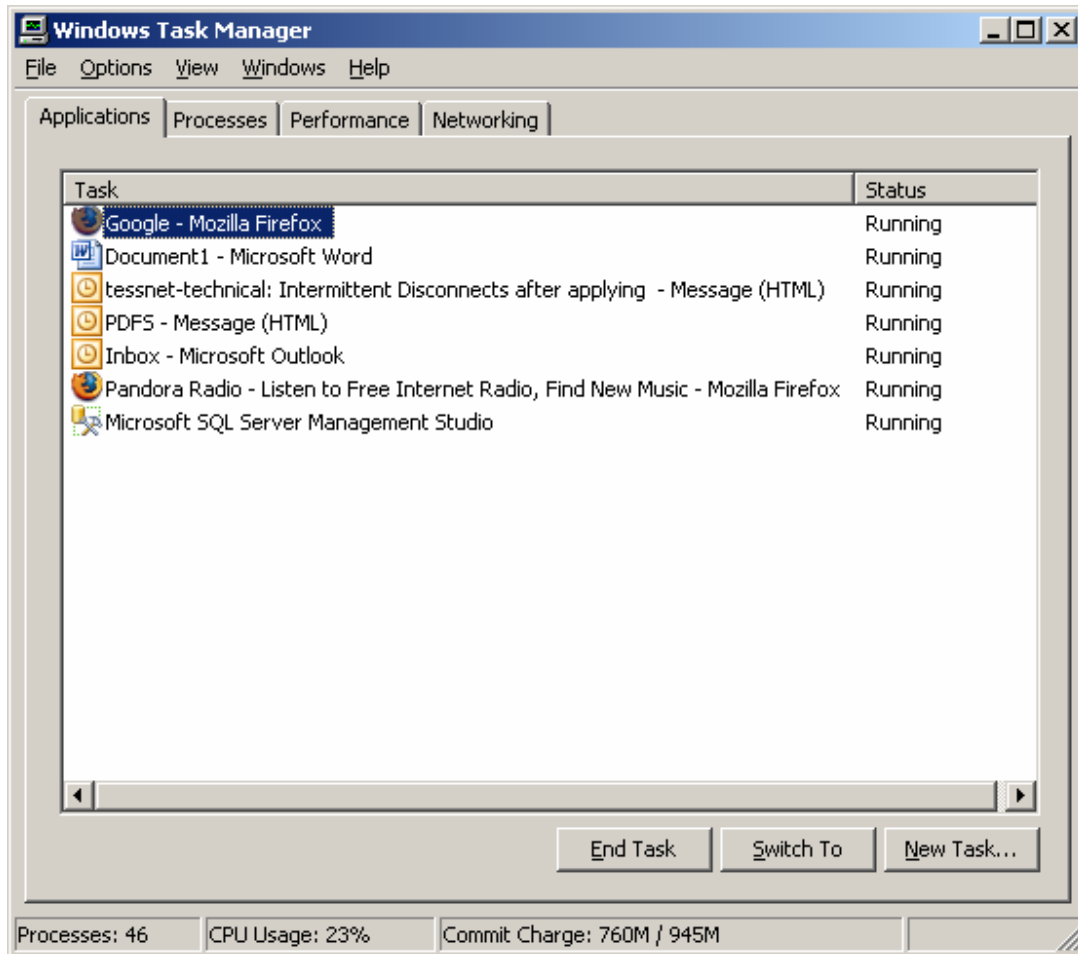 Windows Task Manager
File Options View Windows Help
Applications Processes Performance Networking
Task Status
Google - Mozilla Firefox Running
Document1 - Microsoft Word Running
tessnet-technical: Intermittent Disconnects after applying - Message (HTML) Running
PDFS - Message (HTML) Running
Inbox - Microsoft Outlook Running
Pandora Radio - Listen to Free Internet Radio, Find New Music - Mozilla Firefox Running
Microsoft SQL Server Management Studio Running
End Task Switch To New Task...
Processes: 46 CPU Usage: 23% Commit Charge: 760M / 945M